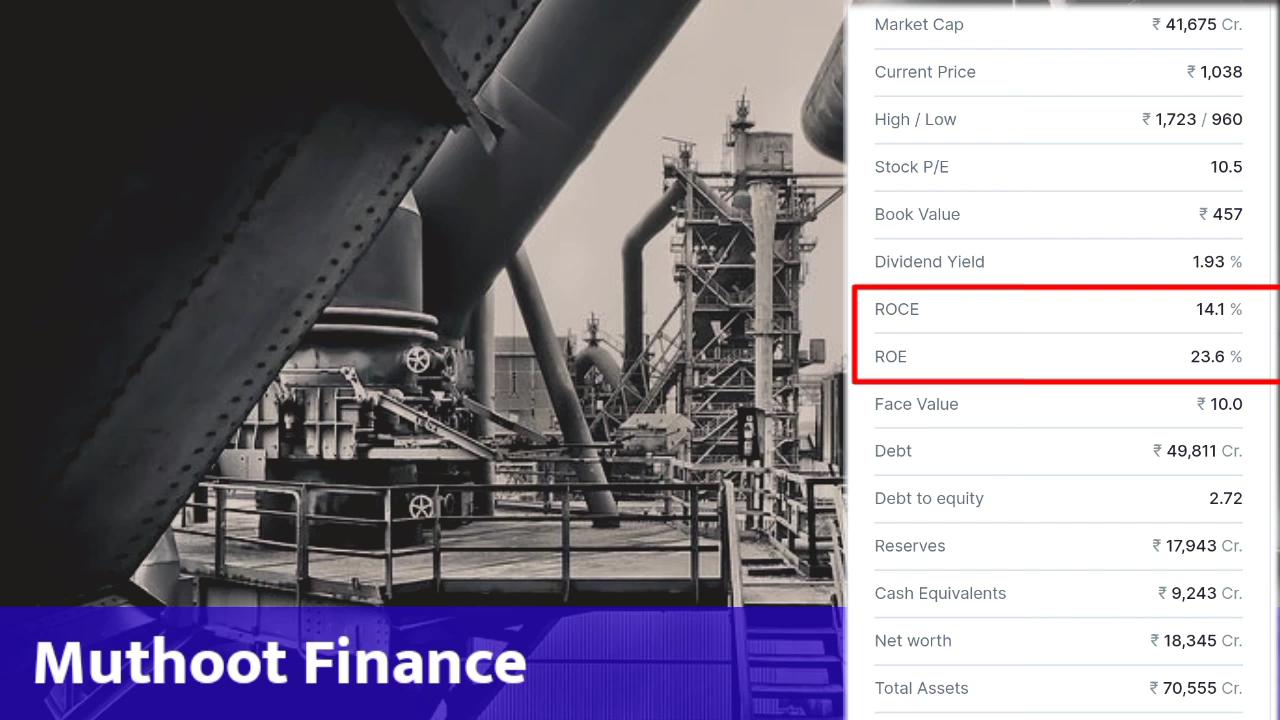 Market Cap ₹ 41,675 Cr.
Current Price ₹ 1,038
High / Low ₹ 1,723 / 960
Stock P/E 10.5
Book Value ₹ 457
Dividend Yield 1.93 %
ROCE 14.1 %
ROE 23.6 %
Face Value ₹ 10.0
Debt ₹ 49,811 Cr.
Debt to equity 2.72
Reserves ₹ 17,943 Cr.
Cash Equivalents ₹ 9,243 Cr.
Net worth ₹ 18,345 Cr.
Total Assets ₹ 70,555 Cr.
Muthoot Finance